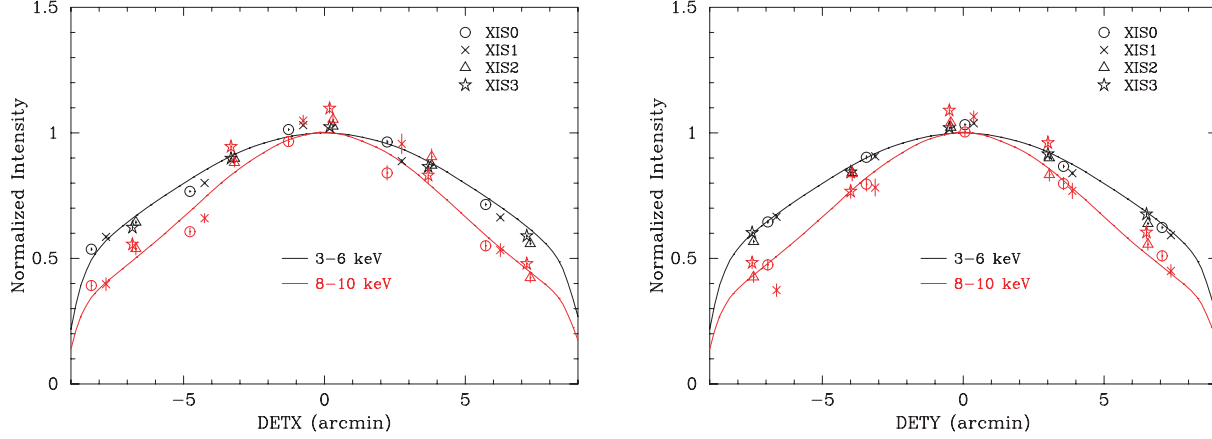 1.5
1
0.5
0
Normalized Intensity
−5
0
5
DETX (arcmin)
XIS0
XIS1
XIS2
XIS3
3−6 keV
8−10 keV
1.5
1
0.5
0
Normalized Intensity
−5
0
5
DETY (arcmin)
XIS0
XIS1
XIS2
XIS3
3−6 keV
8−10 keV